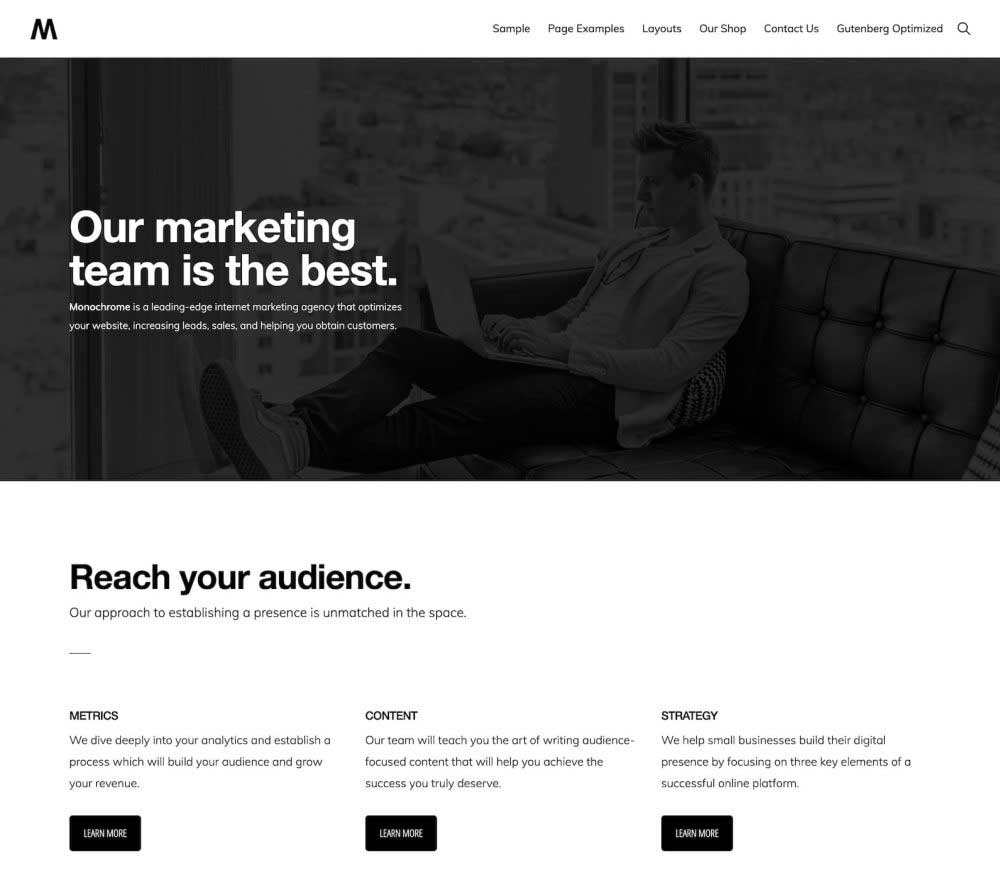 M
Sample Page Examples Layouts Our Shop Contact Us Gutenberg Optimized
Our marketing
team is the best.
Monochrome is a leading-edge internet marketing agency that optimizes
your website, increasing leads, sales, and helping you obtain customers.
Reach your audience.
Our approach to establishing a presence is unmatched in the space.
METRICS
We dive deeply into your analytics and establish a
process which will build your audience and grow
your revenue.
LEARN MORE
CONTENT
Our team will teach you the art of writing audience-
focused content that will help you achieve the
success you truly deserve.
LEARN MORE
STRATEGY
We help small businesses build their digital
presence by focusing on three key elements of a
successful online platform.
LEARN MORE